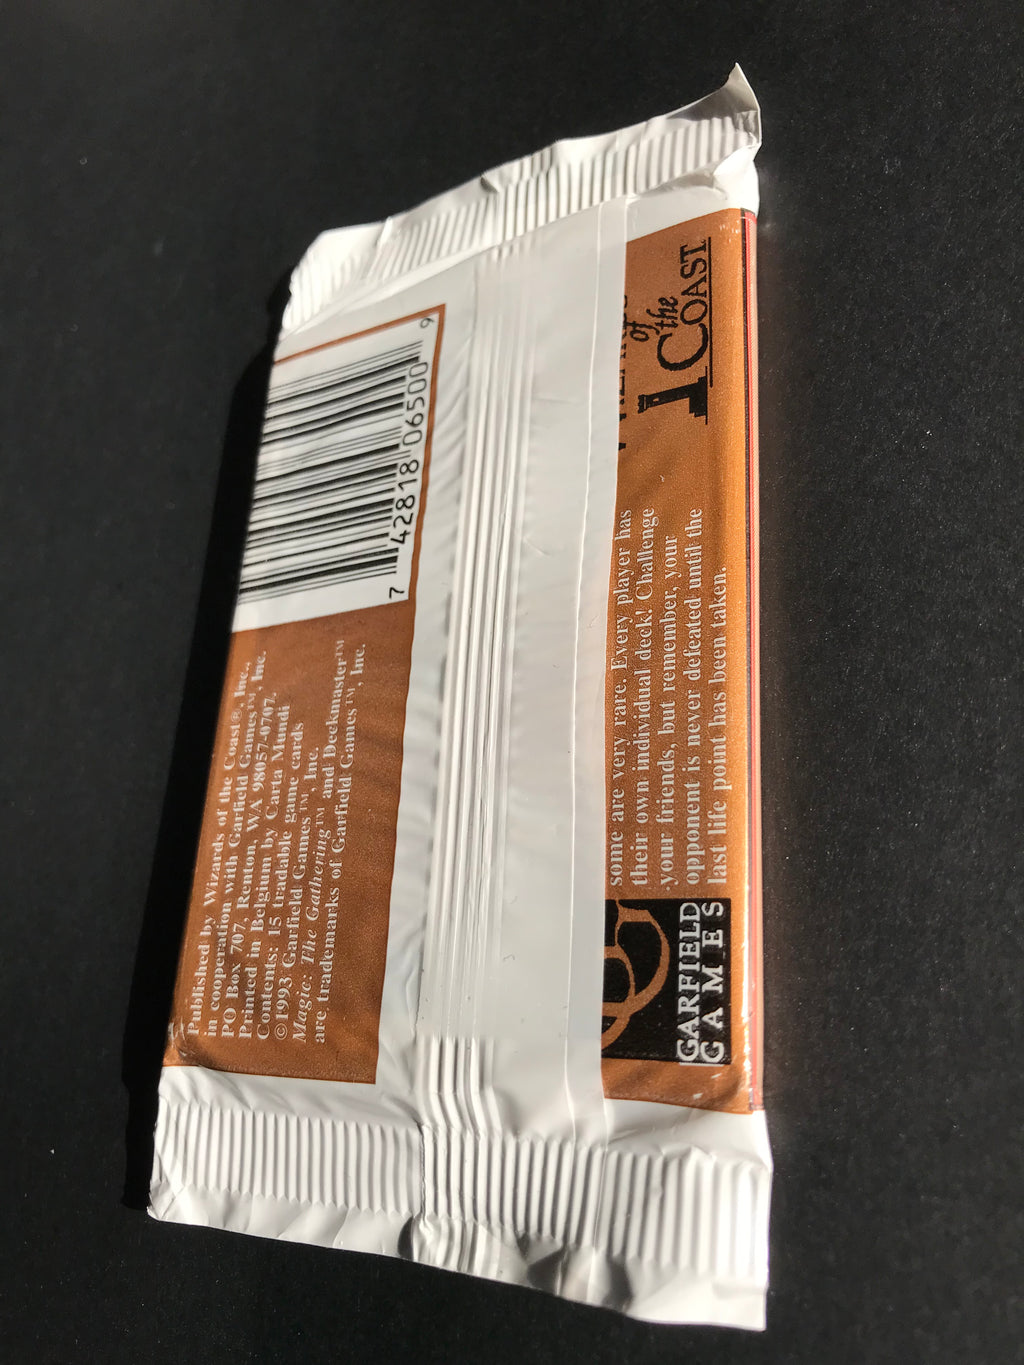 Published by Wizards of the Coast®, Inc.,
in cooperation with Garfield Games™, Inc.
PO Box 707, Renton, WA 98057-0707.
Printed in Belgium by Carta Mundi
Contents: 15 tradable game cards
©1993 Garfield Games™, Inc.
Magic: The Gathering™ and Deckmaster™
are trademarks of Garfield Games™, Inc.
7 42818 06500 9
some are very rare. Every player has
their own individual deck! Challenge
your friends, but remember, your
opponent is never defeated until the
last life point has been taken.
GARFIELD
GAMES
of
the
COAST